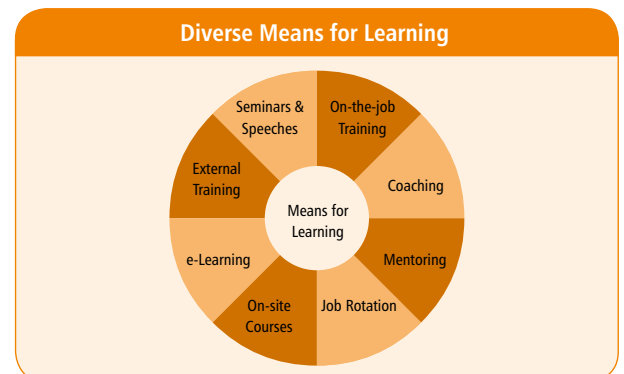 Diverse Means for Learning
Seminars &
Speeches
On-the-job
Training
External
Training
Coaching
Means for
Learning
e-Learning
Mentoring
On-site
Courses
Job Rotation